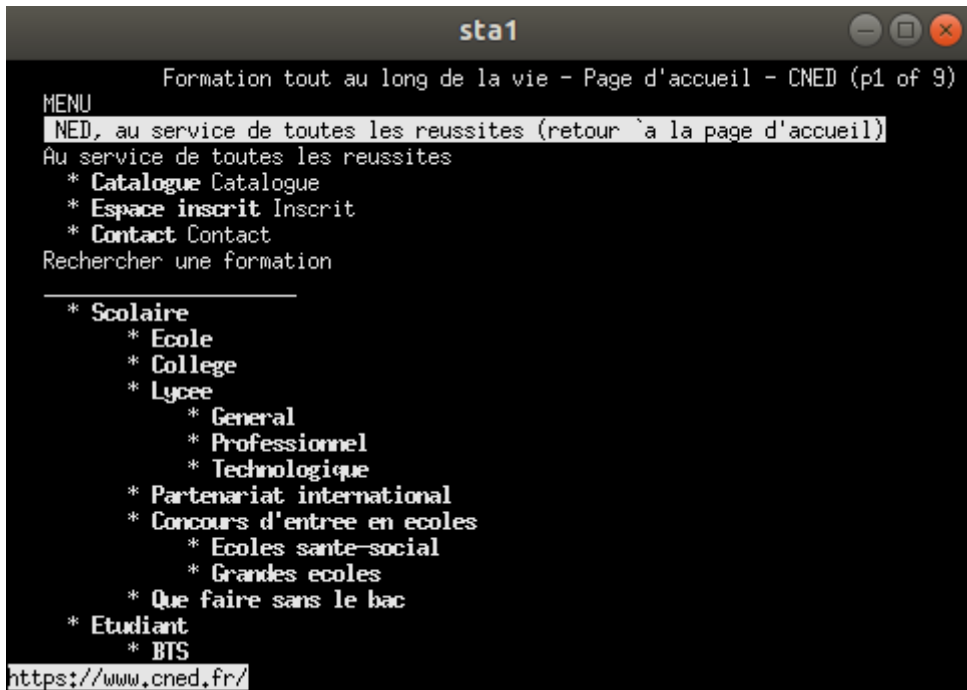 sta1
Formation tout au long de la vie - Page d'accueil - CNED (p1 of 9)
MENU
NED, au service de toutes les reussites (retour `a la page d'accueil)
Au service de toutes les reussites
* Catalogue Catalogue
* Espace inscrit Inscrit
* Contact Contact
Rechercher une formation
____________________
* Scolaire
* Ecole
* College
* Lycee
* General
* Professionnel
* Technologique
* Partenariat international
* Concours d'entree en ecoles
* Ecoles sante-social
* Grandes ecoles
* Que faire sans le bac
* Etudiant
* BTS
https://www.cned.fr/